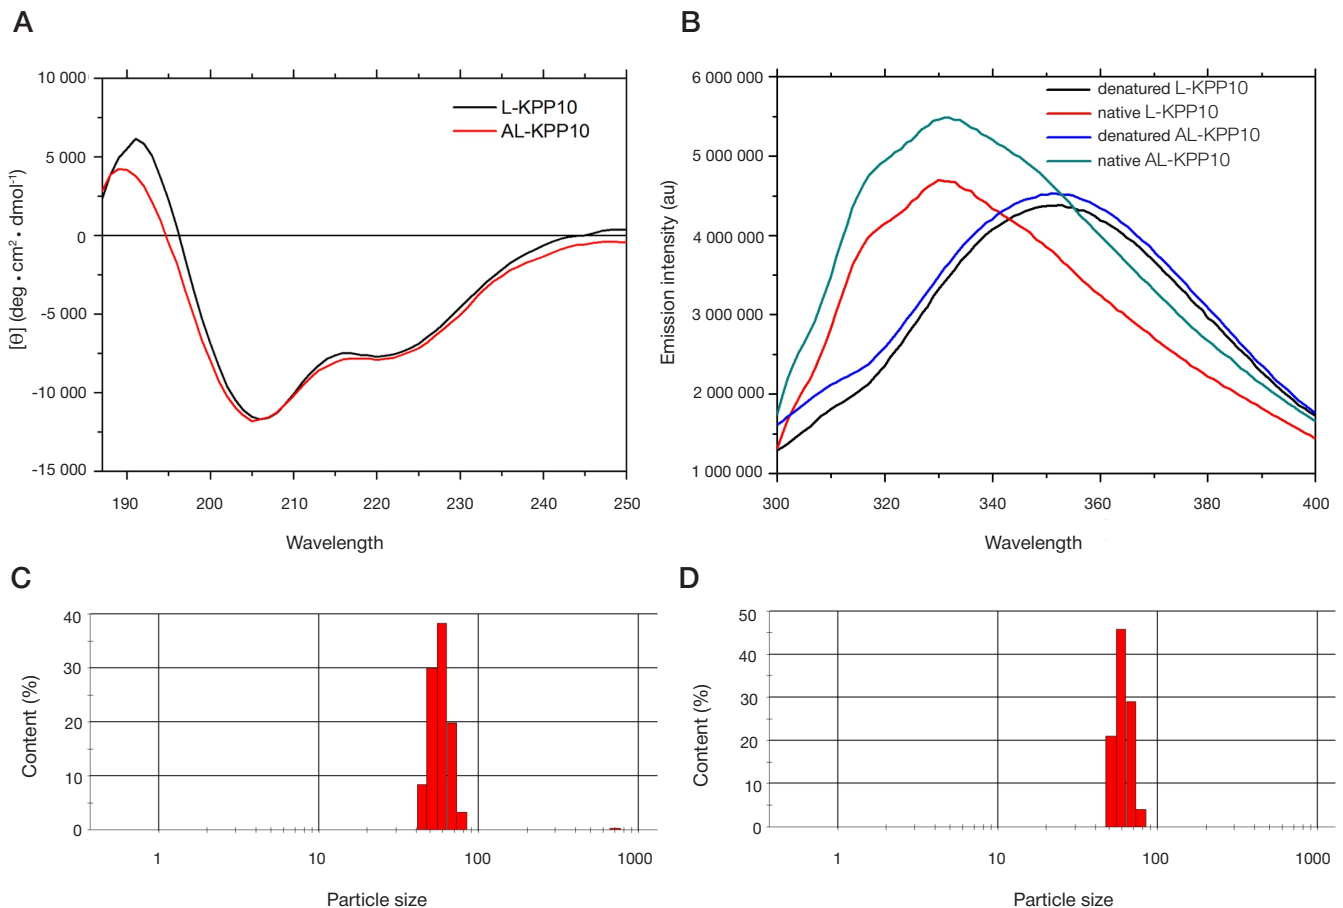 A
10 000
5 000
0
-5 000
-10 000
-15 000
[θ] (deg • cm² • dmol⁻¹)
L-KPP10
AL-KPP10
190 200 210 220 230 240 250
Wavelength
B
6 000 000
5 000 000
4 000 000
3 000 000
2 000 000
1 000 000
Emission intensity (au)
denatured L-KPP10
native L-KPP10
denatured AL-KPP10
native AL-KPP10
300 320 340 360 380 400
Wavelength
C
40
30
20
10
0
Content (%)
1 10 100 1000
Particle size
D
50
40
30
20
10
0
Content (%)
1 10 100 1000
Particle size